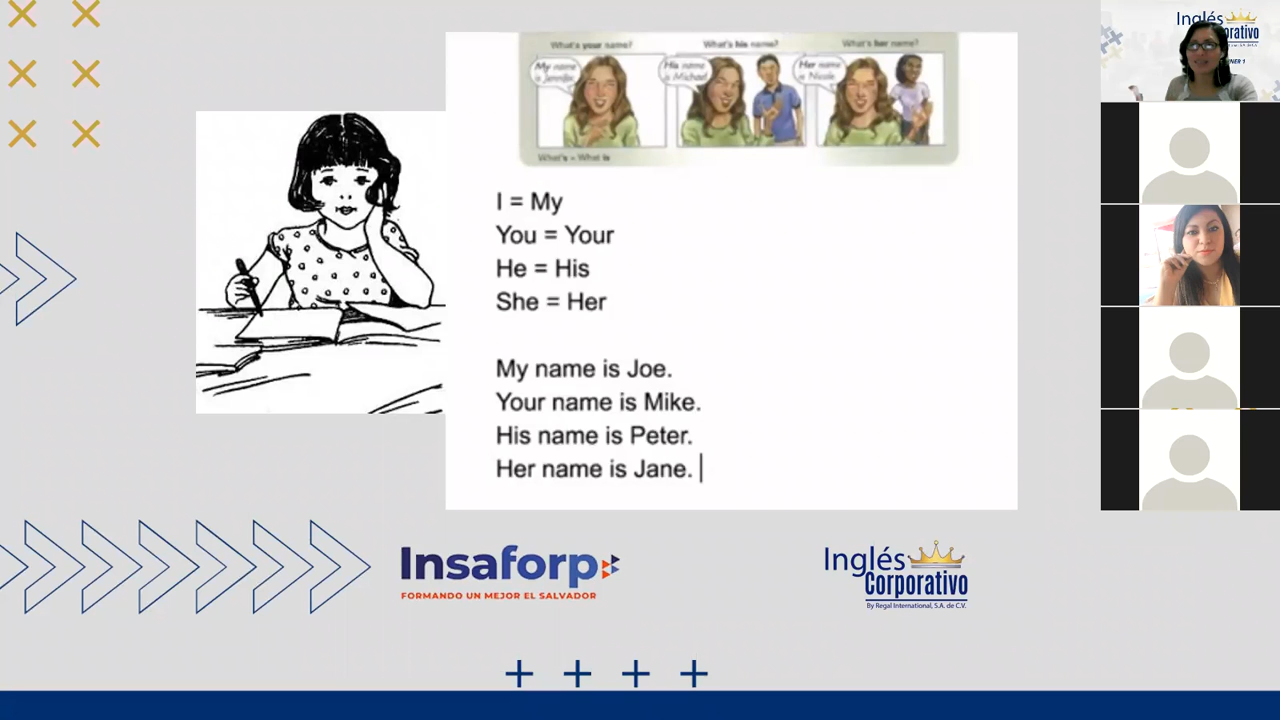 What's your name?
What's his name?
What's her name?
My name
is Jennifer.
His name
is Michael.
Her name
is Nicole.
What's = What is
I = My
You = Your
He = His
She = Her
My name is Joe.
Your name is Mike.
His name is Peter.
Her name is Jane.
Insaforp
FORMANDO UN MEJOR EL SALVADOR
Inglés
Corporativo
By Regal International, S.A. de C.V.
Inglés
orporativo
NER 1